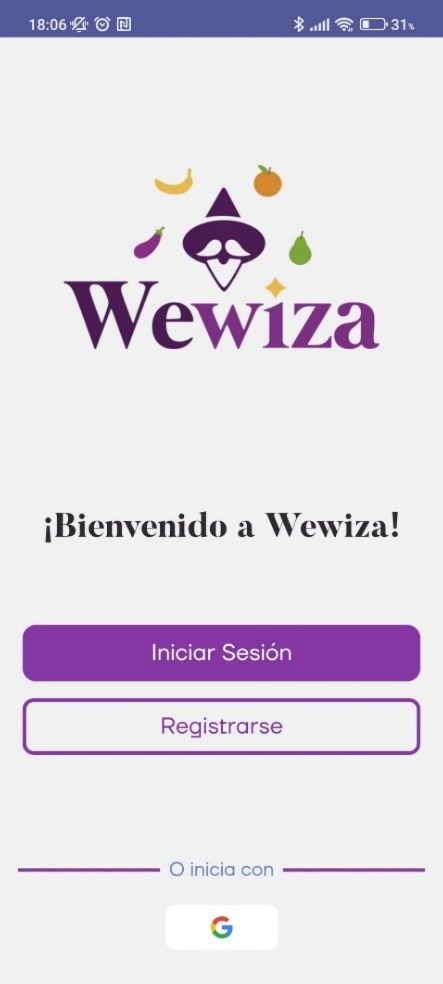 18:06 31%
Wewiza
¡Bienvenido a Wewiza!
Iniciar Sesión
Registrarse
O inicia con
G